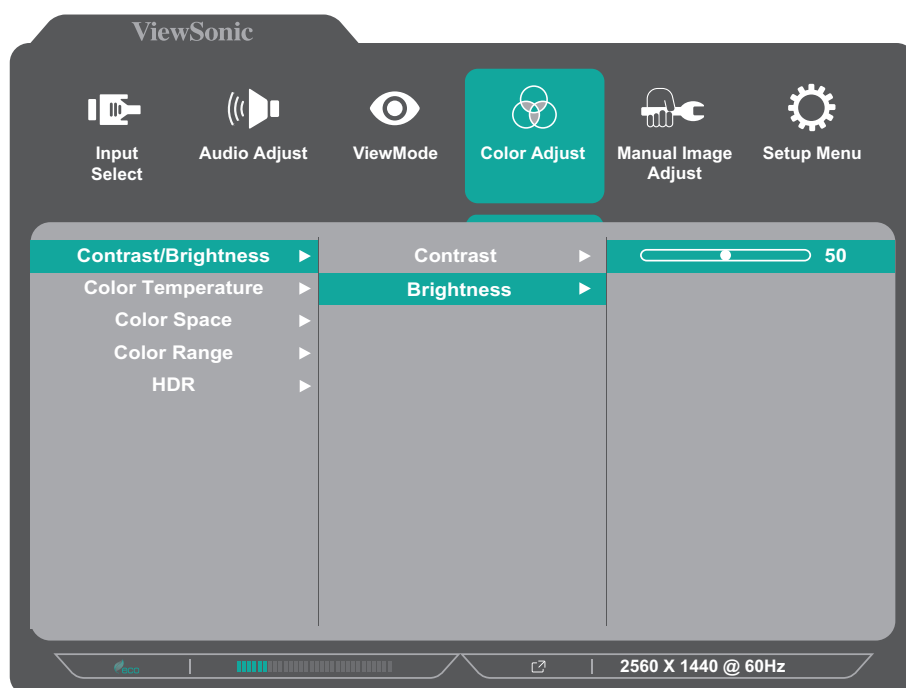 ViewSonic
Input
Select
Audio Adjust
ViewMode
Color Adjust
Manual Image
Adjust
Setup Menu
Contrast/Brightness
Contrast
50
Color Temperature
Brightness
Color Space
Color Range
HDR
eco
2560 X 1440 @ 60Hz